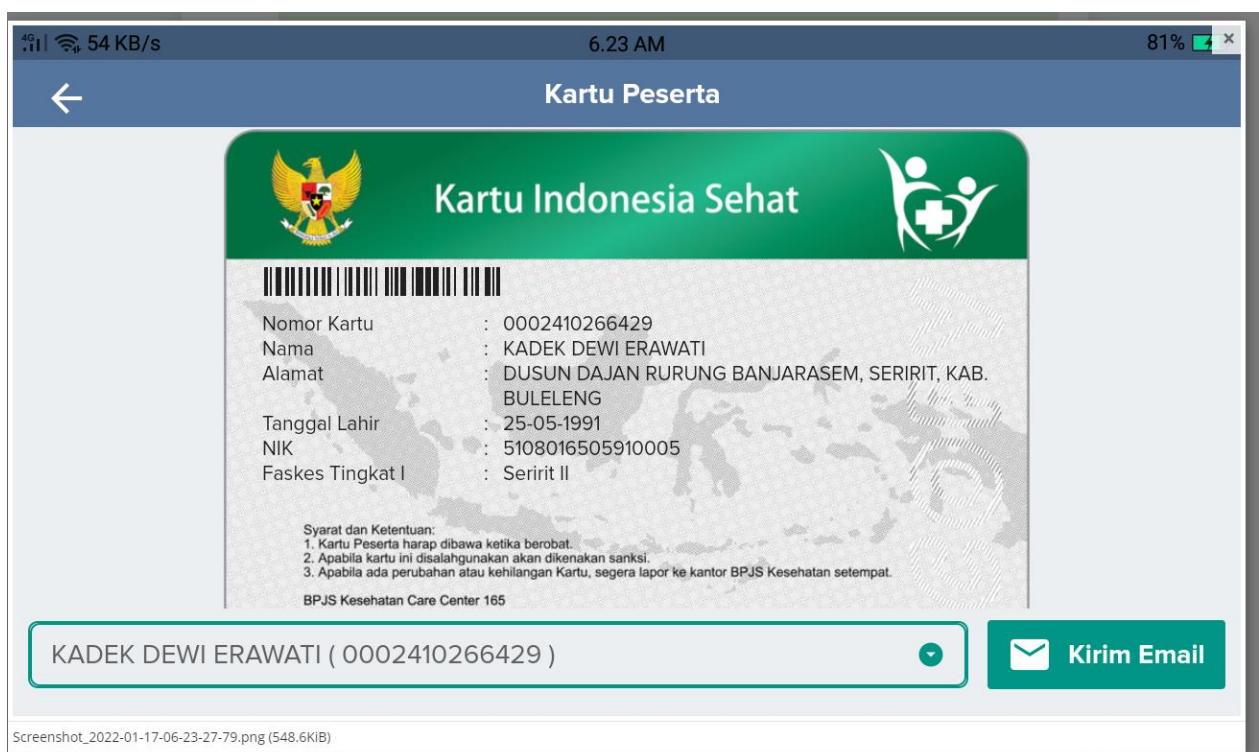 4G 54 KB/s 6.23 AM 81% ×
Kartu Peserta
Kartu Indonesia Sehat
Nomor Kartu : 0002410266429
Nama : KADEK DEWI ERAWATI
Alamat : DUSUN DAJAN RURUNG BANJARASEM, SERIRIT, KAB.
BULELENG
Tanggal Lahir : 25-05-1991
NIK : 5108016505910005
Faskes Tingkat I : Seririt II
Syarat dan Ketentuan:
1. Kartu Peserta harap dibawa ketika berobat.
2. Apabila kartu ini disalahgunakan akan dikenakan sanksi.
3. Apabila ada perubahan atau kehilangan Kartu, segera lapor ke kantor BPJS Kesehatan setempat.
BPJS Kesehatan Care Center 165
KADEK DEWI ERAWATI ( 0002410266429 )
Kirim Email
Screenshot_2022-01-17-06-23-27-79.png (548.6KiB)